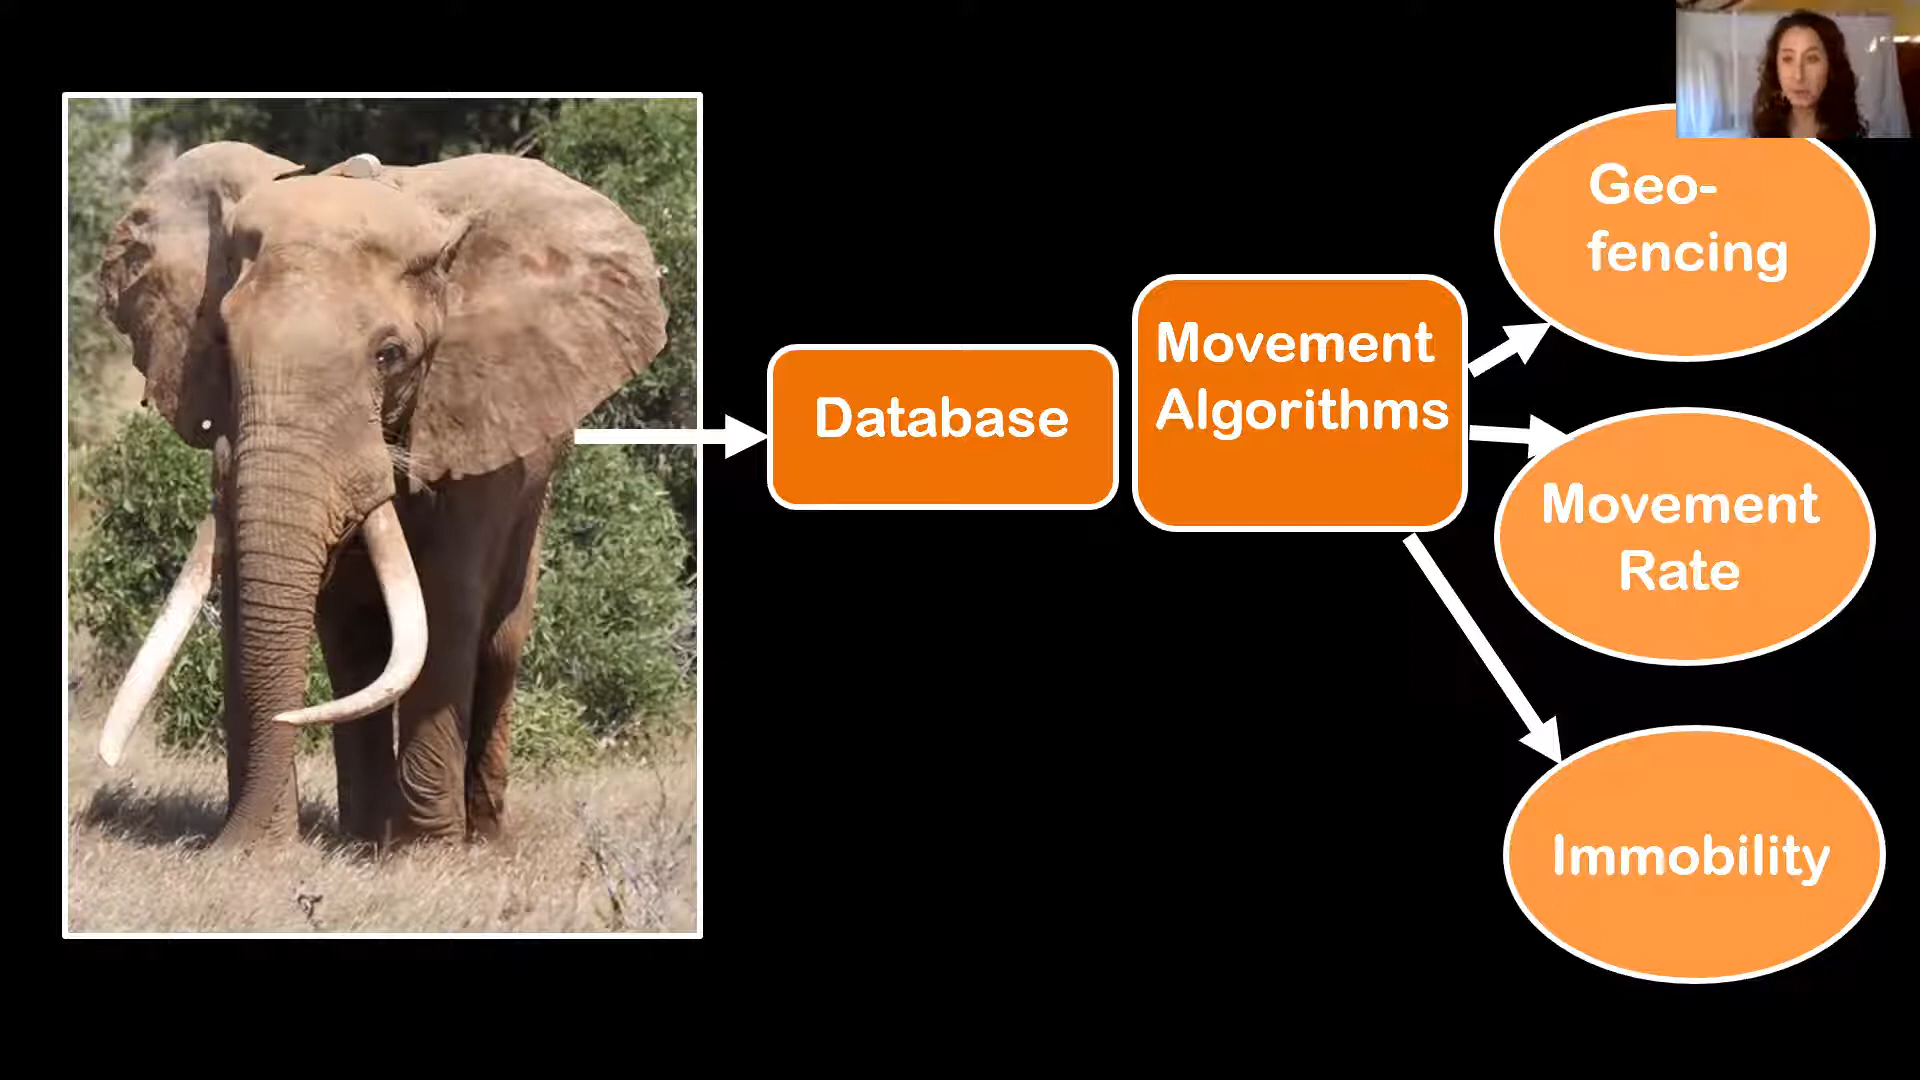 Database
Movement
Algorithms
Geo-
fencing
Movement
Rate
Immobility